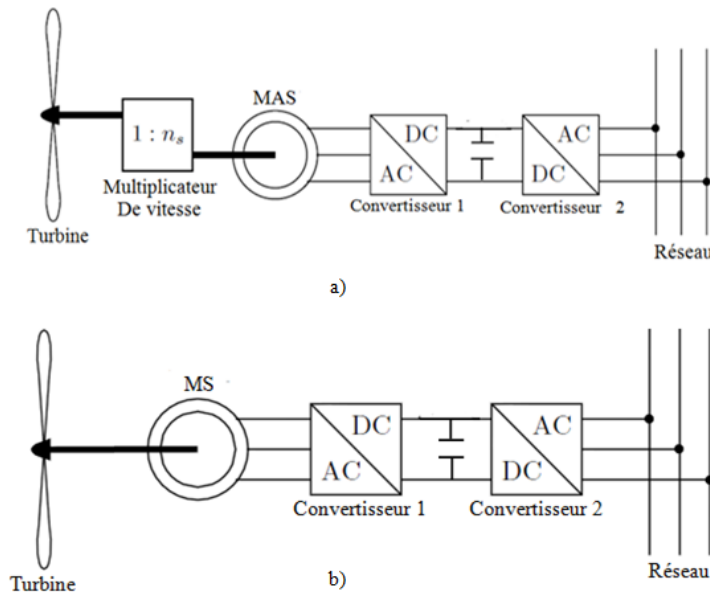 MAS
DC
AC
AC
DC
1 : nₛ
Multiplicateur
De vitesse
Convertisseur 1
Convertisseur 2
Turbine
Réseau
a)
MS
DC
AC
AC
DC
Convertisseur 1
Convertisseur 2
Turbine
Réseau
b)